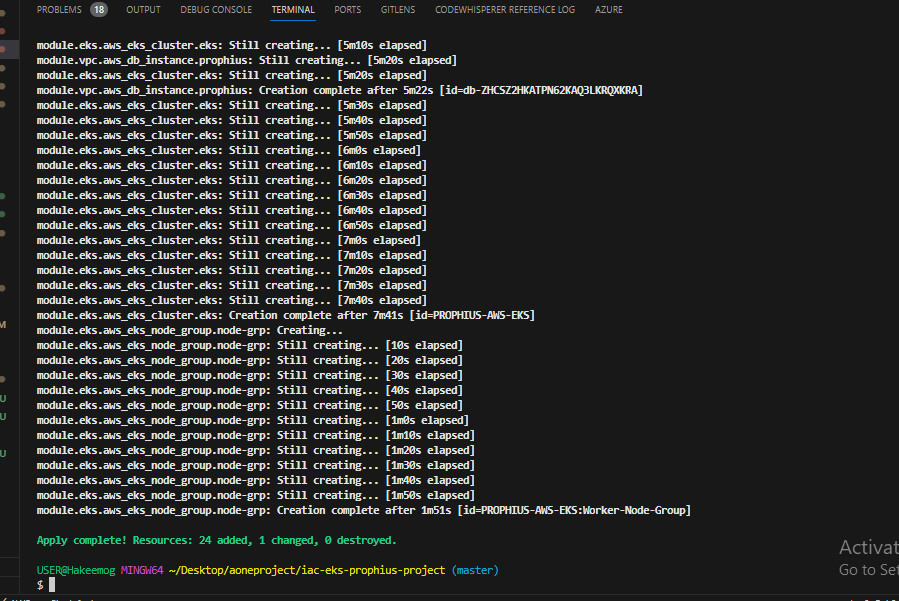 PROBLEMS 18 OUTPUT DEBUG CONSOLE TERMINAL PORTS GITLENS CODEWHISPERER REFERENCE LOG AZURE
module.eks.aws_eks_cluster.eks: Still creating... [5m10s elapsed]
module.vpc.aws_db_instance.prophius: Still creating... [5m20s elapsed]
module.eks.aws_eks_cluster.eks: Still creating... [5m20s elapsed]
module.vpc.aws_db_instance.prophius: Creation complete after 5m22s [id=db-ZHCSZ2HKATPN62KAQ3LKRQXKRA]
module.eks.aws_eks_cluster.eks: Still creating... [5m30s elapsed]
module.eks.aws_eks_cluster.eks: Still creating... [5m40s elapsed]
module.eks.aws_eks_cluster.eks: Still creating... [5m50s elapsed]
module.eks.aws_eks_cluster.eks: Still creating... [6m0s elapsed]
module.eks.aws_eks_cluster.eks: Still creating... [6m10s elapsed]
module.eks.aws_eks_cluster.eks: Still creating... [6m20s elapsed]
module.eks.aws_eks_cluster.eks: Still creating... [6m30s elapsed]
module.eks.aws_eks_cluster.eks: Still creating... [6m40s elapsed]
module.eks.aws_eks_cluster.eks: Still creating... [6m50s elapsed]
module.eks.aws_eks_cluster.eks: Still creating... [7m0s elapsed]
module.eks.aws_eks_cluster.eks: Still creating... [7m10s elapsed]
module.eks.aws_eks_cluster.eks: Still creating... [7m20s elapsed]
module.eks.aws_eks_cluster.eks: Still creating... [7m30s elapsed]
module.eks.aws_eks_cluster.eks: Still creating... [7m40s elapsed]
module.eks.aws_eks_cluster.eks: Creation complete after 7m41s [id=PROPHIUS-AWS-EKS]
module.eks.aws_eks_node_group.node-grp: Creating...
module.eks.aws_eks_node_group.node-grp: Still creating... [10s elapsed]
module.eks.aws_eks_node_group.node-grp: Still creating... [20s elapsed]
module.eks.aws_eks_node_group.node-grp: Still creating... [30s elapsed]
module.eks.aws_eks_node_group.node-grp: Still creating... [40s elapsed]
module.eks.aws_eks_node_group.node-grp: Still creating... [50s elapsed]
module.eks.aws_eks_node_group.node-grp: Still creating... [1m0s elapsed]
module.eks.aws_eks_node_group.node-grp: Still creating... [1m10s elapsed]
module.eks.aws_eks_node_group.node-grp: Still creating... [1m20s elapsed]
module.eks.aws_eks_node_group.node-grp: Still creating... [1m30s elapsed]
module.eks.aws_eks_node_group.node-grp: Still creating... [1m40s elapsed]
module.eks.aws_eks_node_group.node-grp: Still creating... [1m50s elapsed]
module.eks.aws_eks_node_group.node-grp: Creation complete after 1m51s [id=PROPHIUS-AWS-EKS:Worker-Node-Group]
Apply complete! Resources: 24 added, 1 changed, 0 destroyed.
USER@Hakeemog MINGW64 ~/Desktop/aoneproject/iac-eks-prophius-project (master)
$
M
U
U
U
Activat
Go to Set